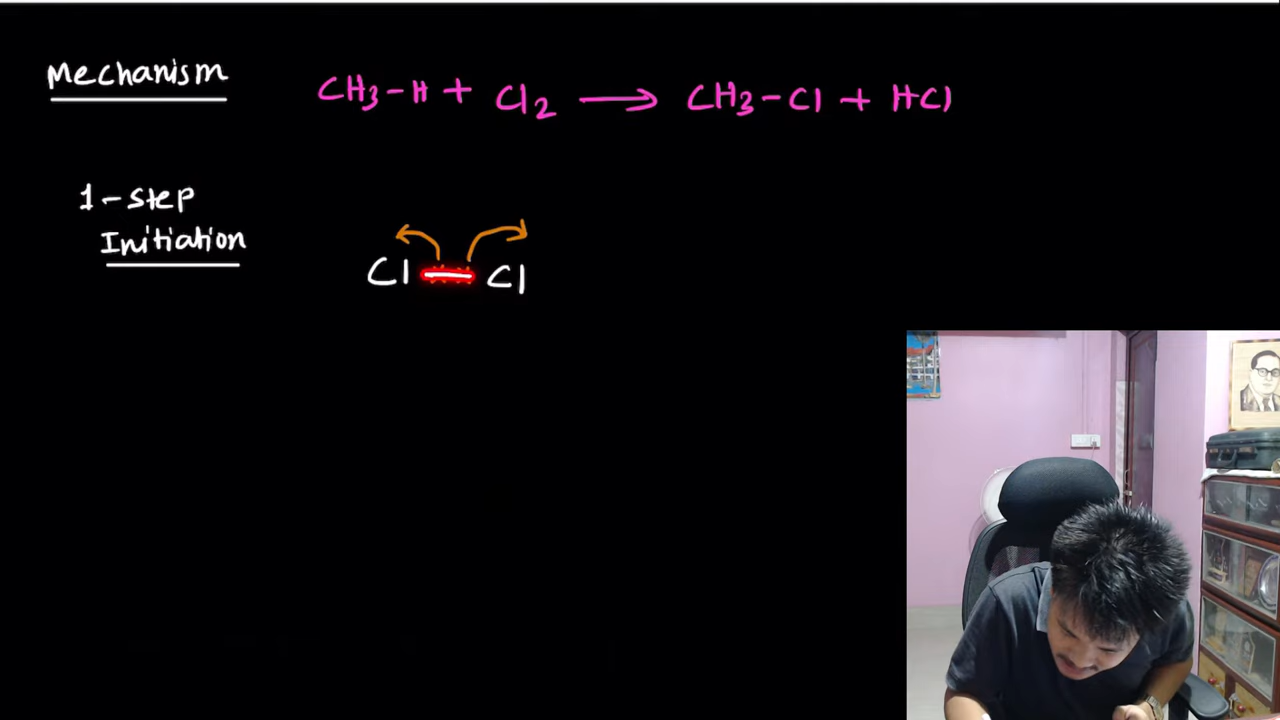 Mechanism
CH3-H + Cl2 ⟶ CH3-Cl + HCl
1-step
Initiation
Cl — Cl